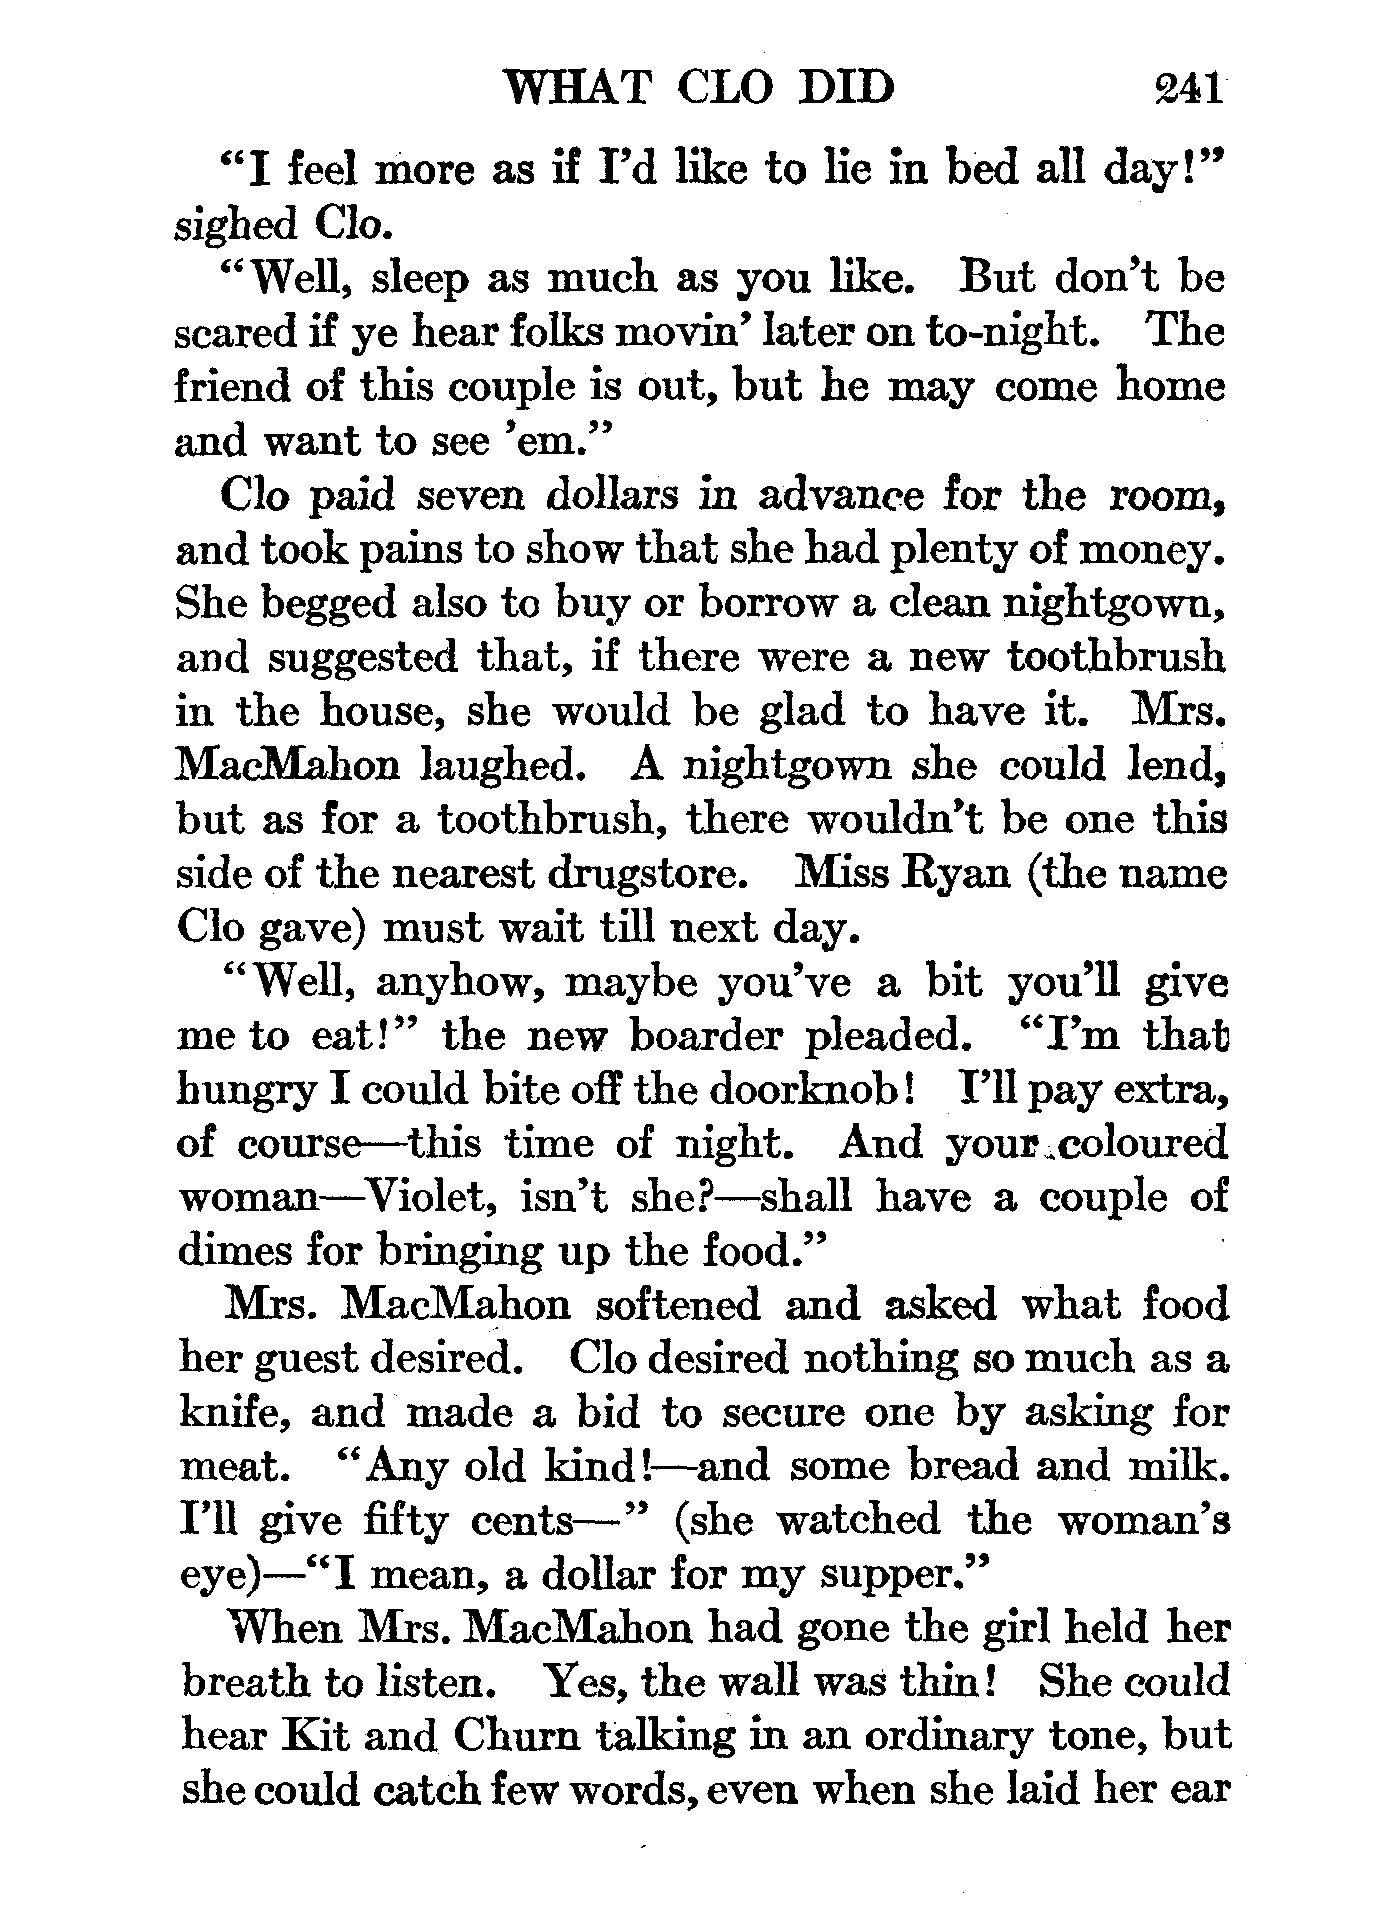 WHAT CLO DID 241
“I feel more as if I’d like to lie in bed all day!”
sighed Clo.
“Well, sleep as much as you like. But don’t be
scared if ye hear folks movin’ later on to-night. The
friend of this couple is out, but he may come home
and want to see ’em.”
Clo paid seven dollars in advance for the room,
and took pains to show that she had plenty of money.
She begged also to buy or borrow a clean nightgown,
and suggested that, if there were a new toothbrush
in the house, she would be glad to have it. Mrs.
MacMahon laughed. A nightgown she could lend,
but as for a toothbrush, there wouldn’t be one this
side of the nearest drugstore. Miss Ryan (the name
Clo gave) must wait till next day.
“Well, anyhow, maybe you’ve a bit you’ll give
me to eat!” the new boarder pleaded. “I’m that
hungry I could bite off the doorknob! I’ll pay extra,
of course—this time of night. And your coloured
woman—Violet, isn’t she?—shall have a couple of
dimes for bringing up the food.”
Mrs. MacMahon softened and asked what food
her guest desired. Clo desired nothing so much as a
knife, and made a bid to secure one by asking for
meat. “Any old kind!—and some bread and milk.
I’ll give fifty cents—” (she watched the woman’s
eye)—“I mean, a dollar for my supper.”
When Mrs. MacMahon had gone the girl held her
breath to listen. Yes, the wall was thin! She could
hear Kit and Churn talking in an ordinary tone, but
she could catch few words, even when she laid her ear